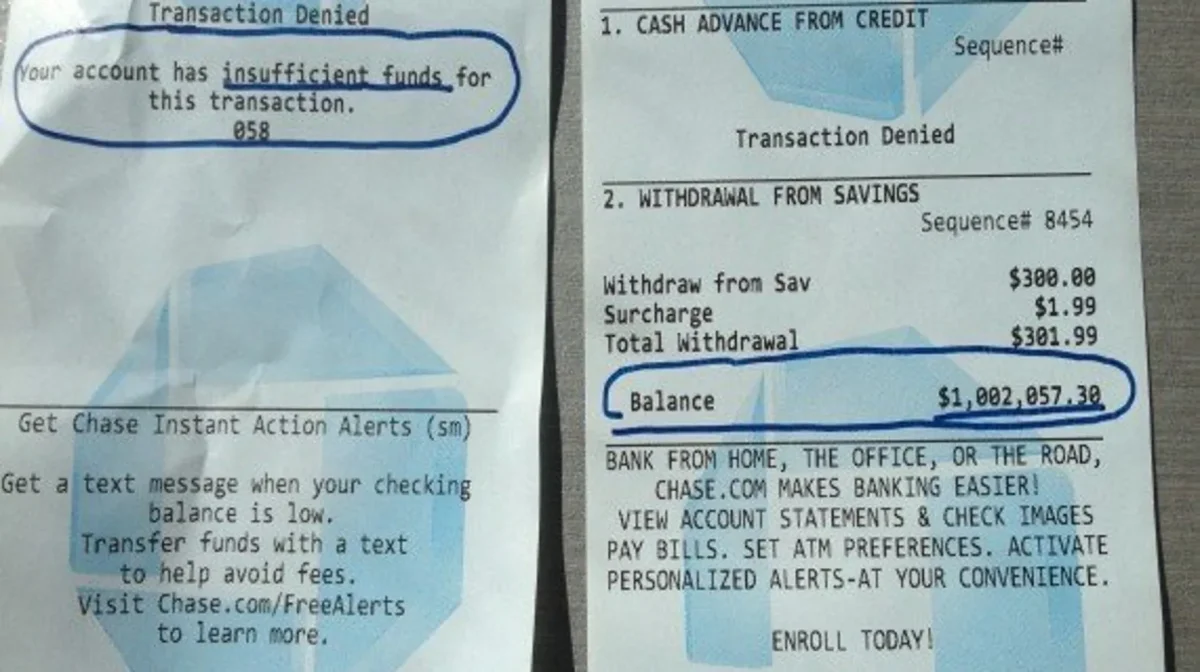 Transaction Denied
Your account has insufficient funds for
this transaction.
058
Get Chase Instant Action Alerts (sm)
Get a text message when your checking
balance is low.
Transfer funds with a text
to help avoid fees.
Visit Chase.com/FreeAlerts
to learn more.
1. CASH ADVANCE FROM CREDIT
Sequence#
Transaction Denied
2. WITHDRAWAL FROM SAVINGS
Sequence# 8454
Withdraw from Sav $300.00
Surcharge $1.99
Total Withdrawal $301.99
Balance $1,002,057.30
BANK FROM HOME, THE OFFICE, OR THE ROAD,
CHASE.COM MAKES BANKING EASIER!
VIEW ACCOUNT STATEMENTS & CHECK IMAGES
PAY BILLS. SET ATM PREFERENCES. ACTIVATE
PERSONALIZED ALERTS-AT YOUR CONVENIENCE.
ENROLL TODAY!